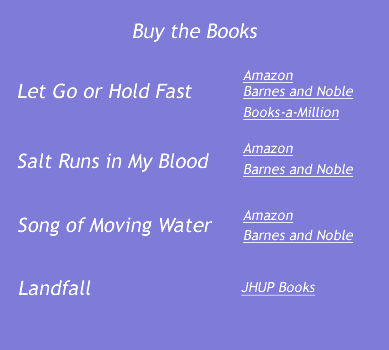 Buy the Books
Let Go or Hold Fast
Amazon
Barnes and Noble
Books-a-Million
Salt Runs in My Blood
Amazon
Barnes and Noble
Song of Moving Water
Amazon
Barnes and Noble
Landfall
JHUP Books